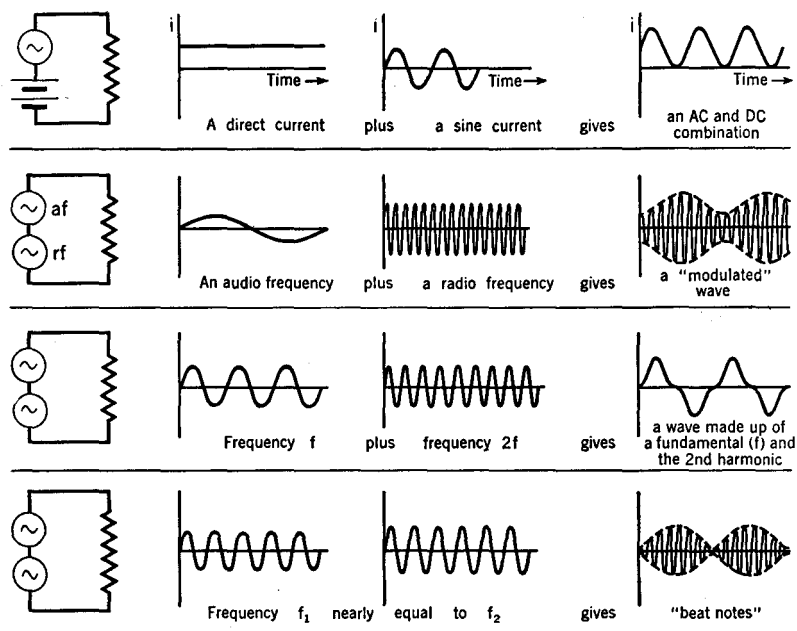 i
i
i
Time →
Time →
Time →
A direct current plus a sine current gives an AC and DC
combination
af
rf
An audio frequency plus a radio frequency gives a "modulated"
wave
Frequency f plus frequency 2f gives a wave made up of
a fundamental (f) and
the 2nd harmonic
Frequency f₁ nearly equal to f₂ gives "beat notes"